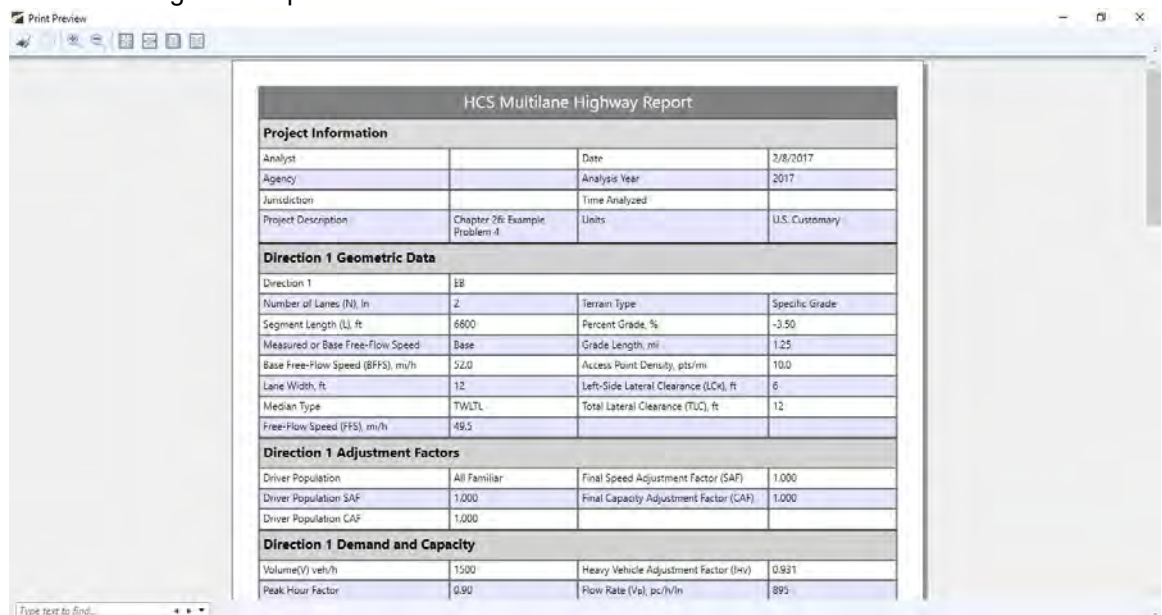 Print Preview
HCS Multilane Highway Report
Project Information
Analyst Date 2/8/2017
Agency Analysis Year 2017
Jurisdiction Time Analyzed
Project Description Chapter 26: Example Units U.S. Customary
Problem 4
Direction 1 Geometric Data
Direction 1 EB
Number of Lanes (N), ln 2 Terrain Type Specific Grade
Segment Length (L), ft 6600 Percent Grade, % -3.50
Measured or Base Free-Flow Speed Base Grade Length, mi 1.25
Base Free-Flow Speed (BFFS), mi/h 52.0 Access Point Density, pts/mi 10.0
Lane Width, ft 12 Left-Side Lateral Clearance (LCR), ft 6
Median Type TWLTL Total Lateral Clearance (TLC), ft 12
Free-Flow Speed (FFS), mi/h 49.5
Direction 1 Adjustment Factors
Driver Population All Familiar Final Speed Adjustment Factor (SAF) 1.000
Driver Population SAF 1.000 Final Capacity Adjustment Factor (CAF) 1.000
Driver Population CAF 1.000
Direction 1 Demand and Capacity
Volume(V) veh/h 1500 Heavy Vehicle Adjustment Factor (fHV) 0.931
Peak Hour Factor 0.90 Flow Rate (Vp), pc/h/ln 895
Type text to find...